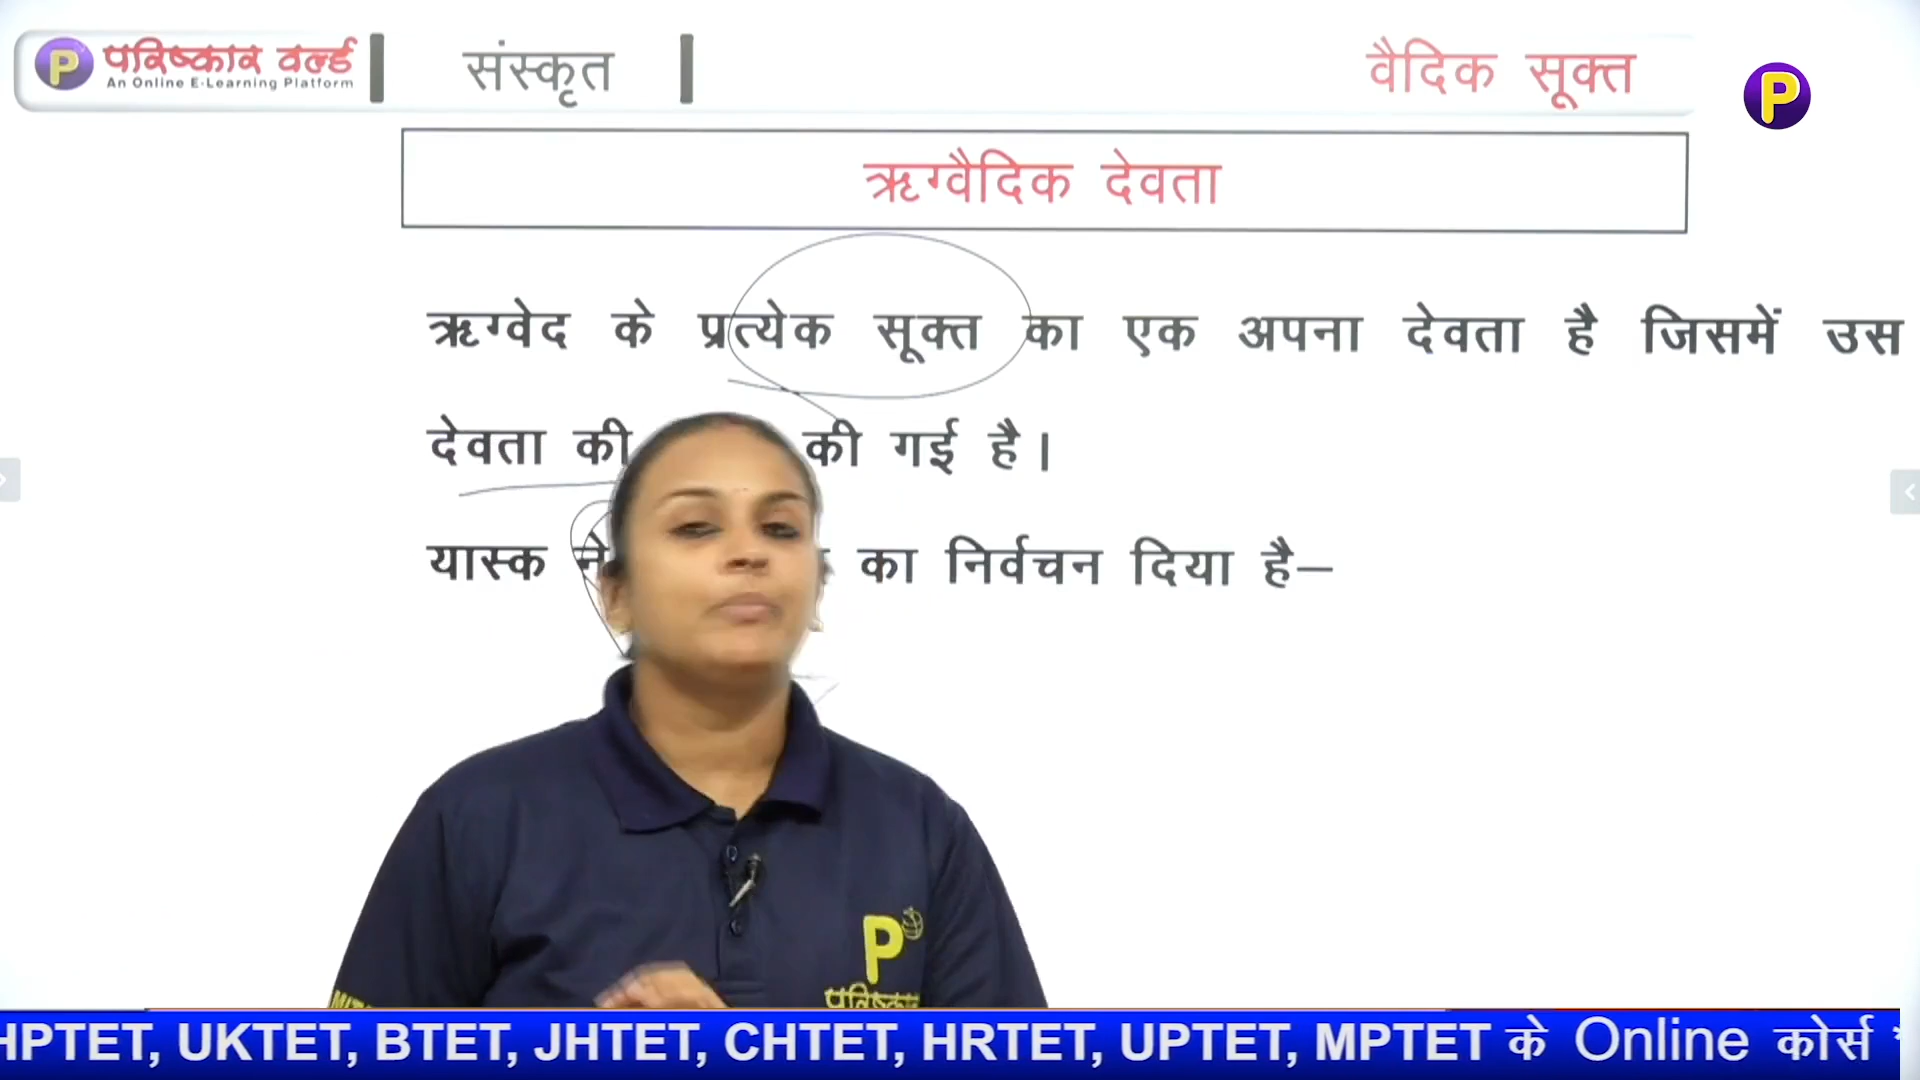 P परिष्कार वर्ल्ड
An Online E-Learning Platform
संस्कृत
वैदिक सूक्त
P
ऋग्वैदिक देवता
ऋग्वेद के प्रत्येक सूक्त का एक अपना देवता है जिसमें उस
देवता की की गई है।
यास्क ने का निर्वचन दिया है–
P
परिष्कार
HPTET, UKTET, BTET, JHTET, CHTET, HRTET, UPTET, MPTET के Online कोर्स